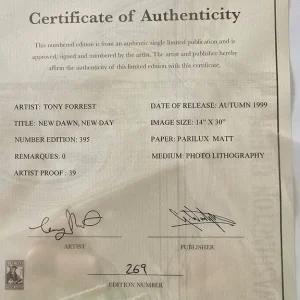 Certificate of Authenticity
This numbered edition is from an authentic single limited publication and is
approved, signed and numbered by the artist. The artist and publisher hereby
affirm the authenticity of this limited edition with this certificate.
ARTIST: TONY FORREST
DATE OF RELEASE: AUTUMN 1999
TITLE: NEW DAWN, NEW DAY
IMAGE SIZE: 14" X 30"
NUMBER EDITION: 395
PAPER: PARILUX MATT
REMARQUES: 0
MEDIUM: PHOTO LITHOGRAPHY
ARTIST PROOF: 39
ARTIST
PUBLISHER
269
EDITION NUMBER